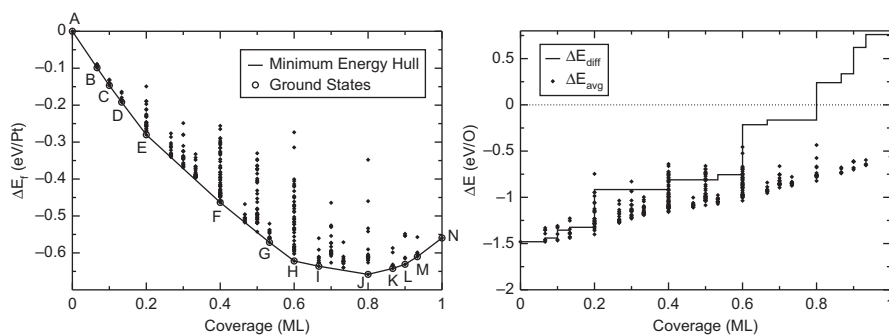 A
B
C
D
E
F
G
H
I
J
K
L
M
N
Minimum Energy Hull
Ground States
0
−0.1
−0.2
−0.3
−0.4
−0.5
−0.6
ΔE_f (eV/Pt)
0 0.2 0.4 0.6 0.8 1
Coverage (ML)
ΔE_diff
ΔE_avg
0.5
0
−0.5
−1
−1.5
−2
ΔE (eV/O)
0 0.2 0.4 0.6 0.8 1
Coverage (ML)